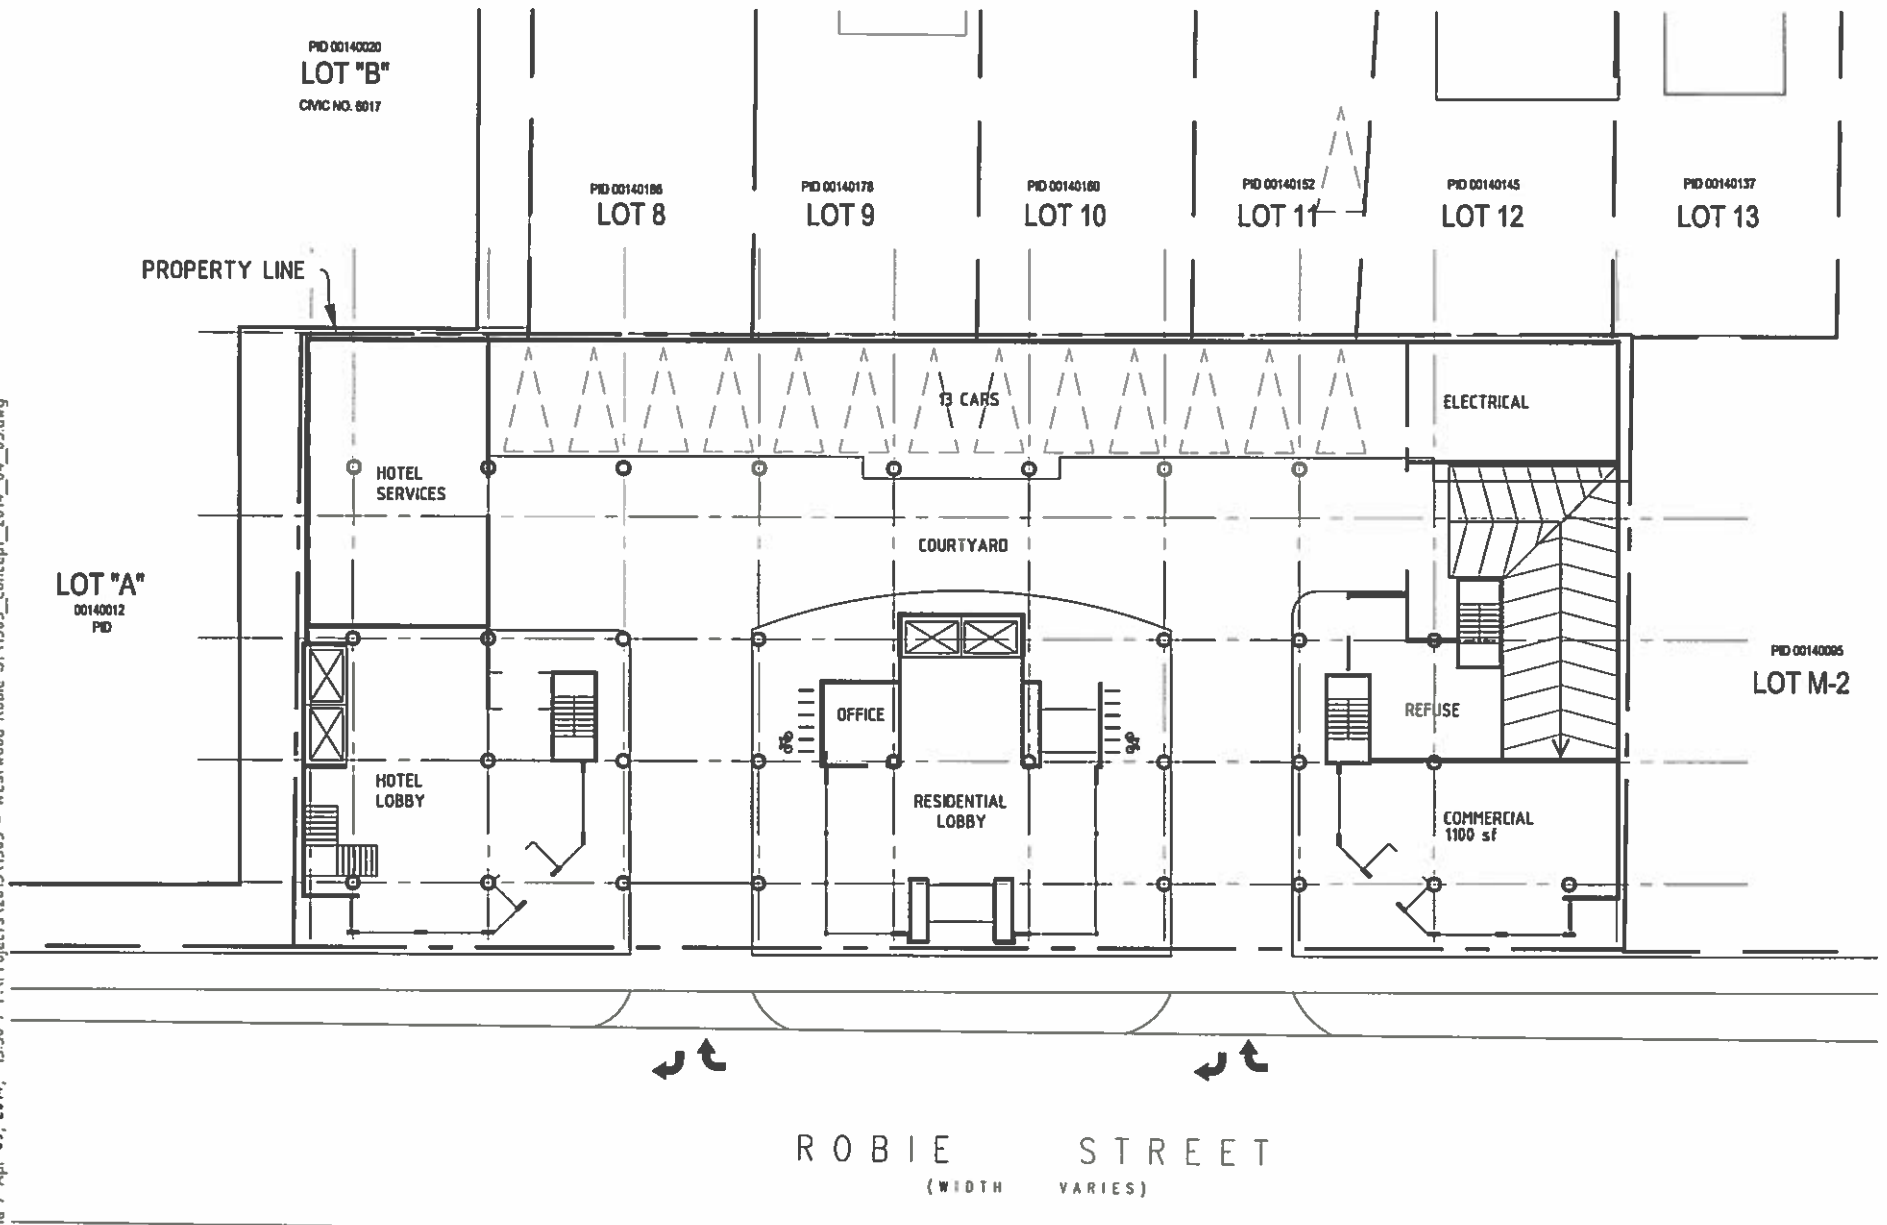 PID 00140020
LOT "B"
CIVIC NO. 6017
PID 00140186
LOT 8
PID 00140178
LOT 9
PID 00140160
LOT 10
PID 00140152
LOT 11
PID 00140145
LOT 12
PID 00140137
LOT 13
PROPERTY LINE
13 CARS
ELECTRICAL
HOTEL
SERVICES
COURTYARD
LOT "A"
00140012
PID
PID 00140095
LOT M-2
OFFICE
REFUSE
HOTEL
LOBBY
RESIDENTIAL
LOBBY
COMMERCIAL
1100 sf
ROBIE STREET
(WIDTH VARIES)